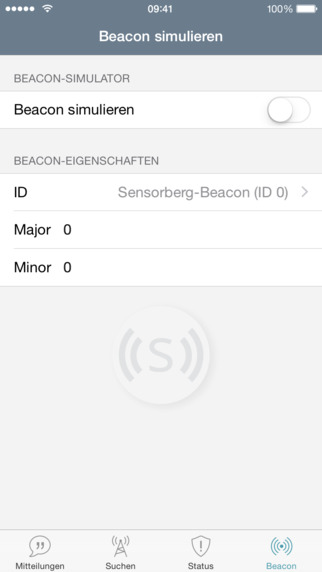 09:41
100%
Beacon simulieren
BEACON-SIMULATOR
Beacon simulieren
BEACON-EIGENSCHAFTEN
ID Sensorberg-Beacon (ID 0)
Major 0
Minor 0
S
Mitteilungen Suchen Status Beacon